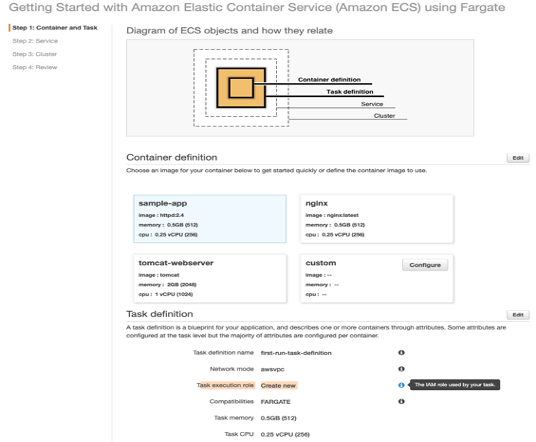 Getting Started with Amazon Elastic Container Service (Amazon ECS) using Fargate
Step 1: Container and Task
Step 2: Service
Step 3: Cluster
Step 4: Review
Diagram of ECS objects and how they relate
Container definition
Task definition
Service
Cluster
Container definition
Edit
Choose an image for your container below to get started quickly or define the container image to use.
sample-app
image : httpd:2.4
memory : 0.5GB (512)
cpu : 0.25 vCPU (256)
nginx
image : nginx:latest
memory : 0.5GB (512)
cpu : 0.25 vCPU (256)
tomcat-webserver
image : tomcat
memory : 2GB (2048)
cpu : 1 vCPU (1024)
custom
Configure
image : --
memory : --
cpu : --
Task definition
Edit
A task definition is a blueprint for your application, and describes one or more containers through attributes. Some attributes are
configured at the task level but the majority of attributes are configured per container.
Task definition name first-run-task-definition
Network mode awsvpc
Task execution role Create new
The IAM role used by your task.
Compatibilities FARGATE
Task memory 0.5GB (512)
Task CPU 0.25 vCPU (256)